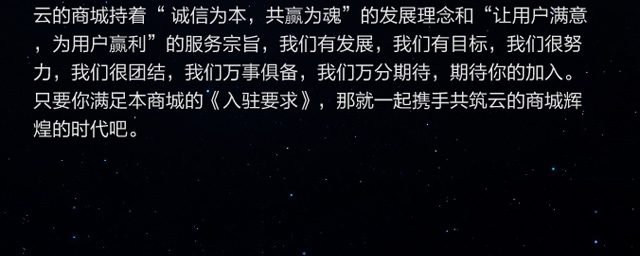 云的商城持着“ 诚信为本，共赢为魂”的发展理念和“让用户满意
，为用户赢利”的服务宗旨，我们有发展，我们有目标，我们很努
力，我们很团结，我们万事俱备，我们万分期待，期待你的加入。
只要你满足本商城的《入驻要求》，那就一起携手共筑云的商城辉
煌的时代吧。